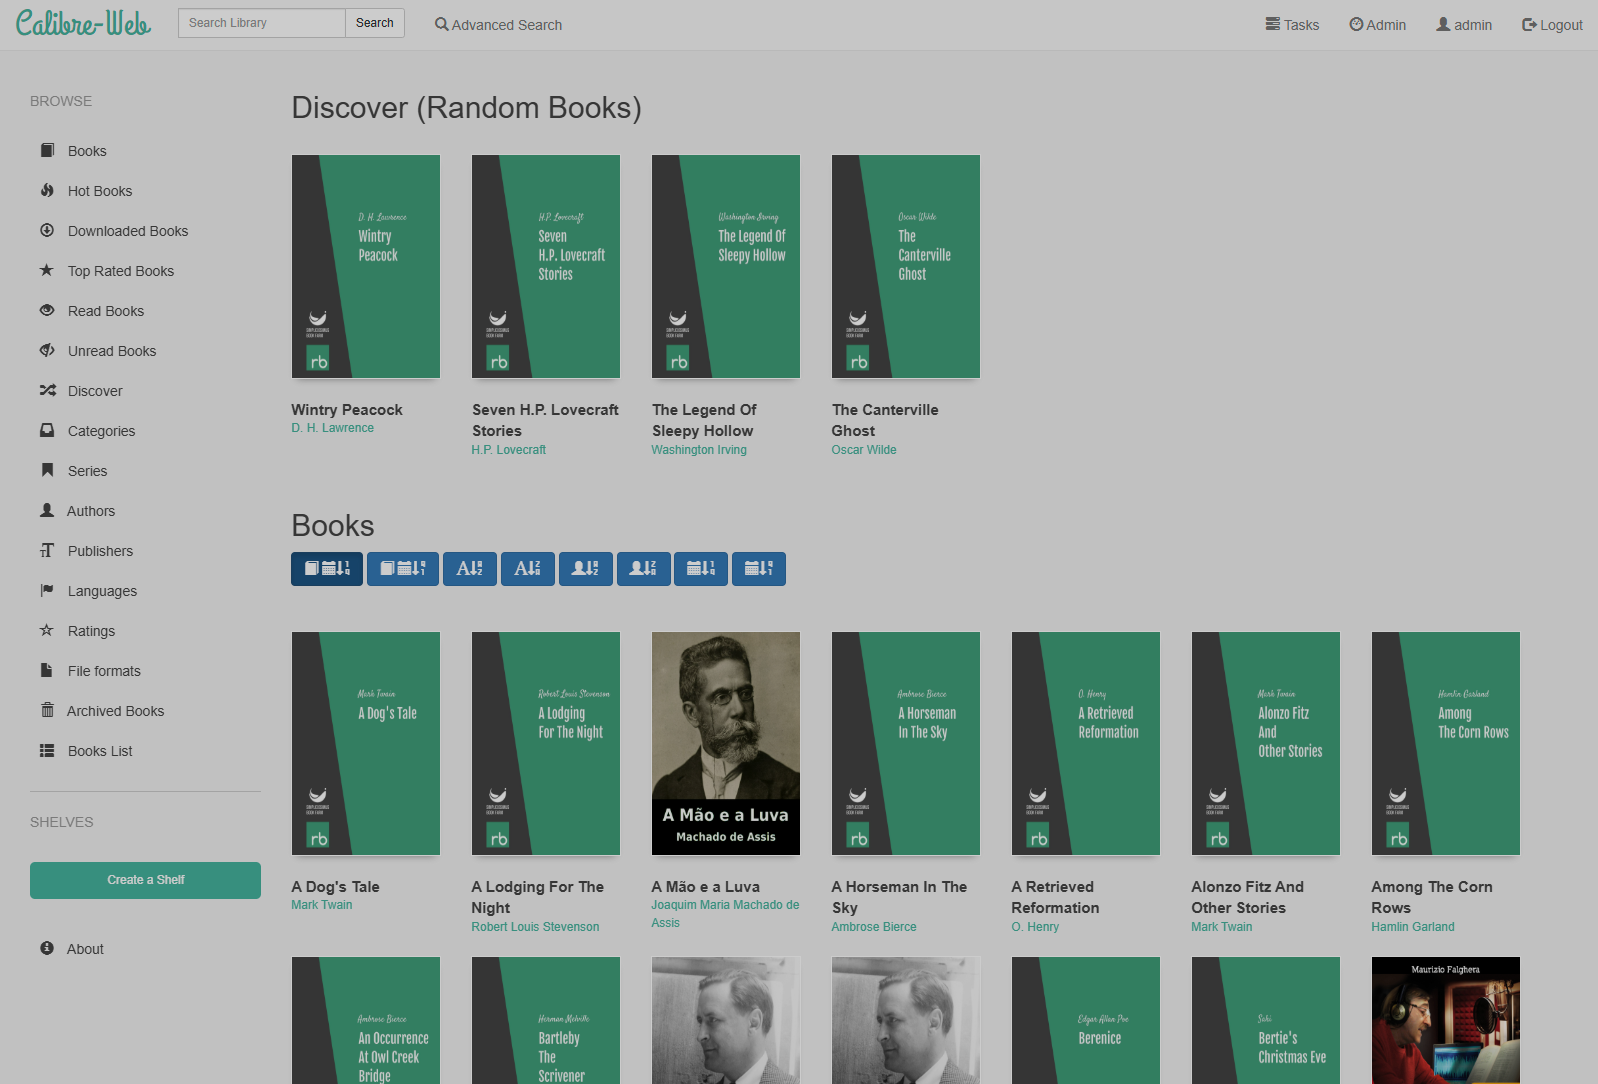 Calibre-Web
Search Library
Search
Advanced Search
Tasks
Admin
admin
Logout
BROWSE
Books
Hot Books
Downloaded Books
Top Rated Books
Read Books
Unread Books
Discover
Categories
Series
Authors
Publishers
Languages
Ratings
File formats
Archived Books
Books List
SHELVES
Create a Shelf
About
Discover (Random Books)
D. H. Lawrence
Wintry
Peacock
rb
Wintry Peacock
D. H. Lawrence
H.P. Lovecraft
Seven
H.P. Lovecraft
Stories
rb
Seven H.P. Lovecraft
Stories
H.P. Lovecraft
Washington Irving
The Legend Of
Sleepy Hollow
rb
The Legend Of
Sleepy Hollow
Washington Irving
Oscar Wilde
The
Canterville
Ghost
rb
The Canterville
Ghost
Oscar Wilde
Books
Mark Twain
A Dog's Tale
rb
A Dog's Tale
Mark Twain
Robert Louis Stevenson
A Lodging
For The Night
rb
A Lodging For The
Night
Robert Louis Stevenson
A Mão e a Luva
Machado de Assis
A Mão e a Luva
Joaquim Maria Machado de
Assis
Ambrose Bierce
A Horseman
In The Sky
rb
A Horseman In The
Sky
Ambrose Bierce
O. Henry
A Retrieved
Reformation
rb
A Retrieved
Reformation
O. Henry
Mark Twain
Alonzo Fitz
And
Other Stories
rb
Alonzo Fitz And
Other Stories
Mark Twain
Hamlin Garland
Among
The Corn Rows
rb
Among The Corn
Rows
Hamlin Garland
Ambrose Bierce
An Occurrence
At Owl Creek
Bridge
Herman Melville
Bartleby
The
Scrivener
Edgar Allan Poe
Berenice
Saki
Bertie's
Christmas Eve
Maurizio Falghera